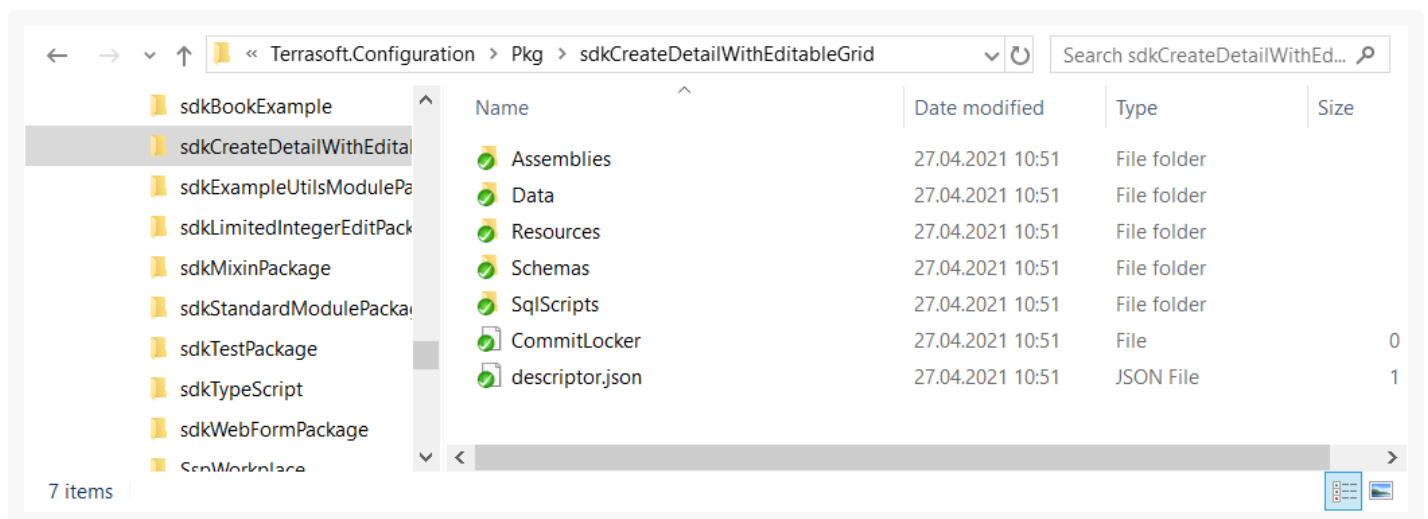 « Terrasoft.Configuration > Pkg > sdkCreateDetailWithEditableGrid Search sdkCreateDetailWithEd...
sdkBookExample Name Date modified Type Size
sdkCreateDetailWithEdita Assemblies 27.04.2021 10:51 File folder
sdkExampleUtilsModulePa Data 27.04.2021 10:51 File folder
sdkLimitedIntegerEditPack Resources 27.04.2021 10:51 File folder
sdkMixinPackage Schemas 27.04.2021 10:51 File folder
sdkStandardModulePacka SqlScripts 27.04.2021 10:51 File folder
sdkTestPackage CommitLocker 27.04.2021 10:51 File 0
sdkTypeScript descriptor.json 27.04.2021 10:51 JSON File 1
sdkWebFormPackage
SspWorkplace
7 items